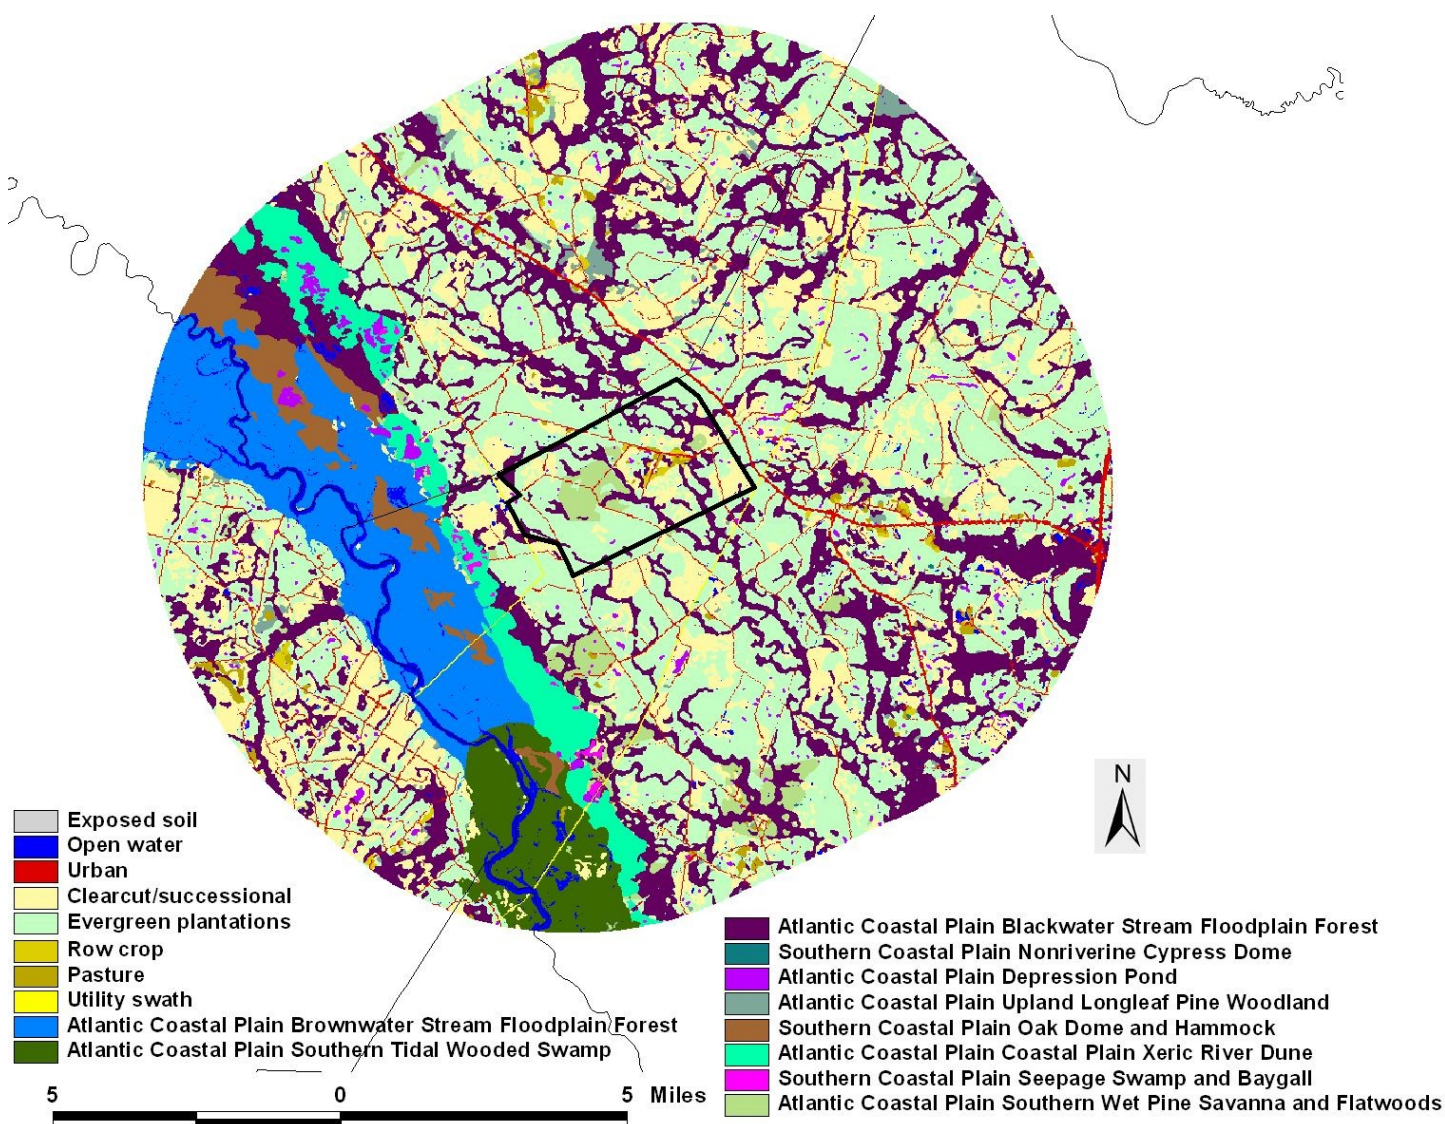 N
Exposed soil
Open water
Urban
Clearcut/successional
Evergreen plantations
Row crop
Pasture
Utility swath
Atlantic Coastal Plain Brownwater Stream Floodplain Forest
Atlantic Coastal Plain Southern Tidal Wooded Swamp
Atlantic Coastal Plain Blackwater Stream Floodplain Forest
Southern Coastal Plain Nonriverine Cypress Dome
Atlantic Coastal Plain Depression Pond
Atlantic Coastal Plain Upland Longleaf Pine Woodland
Southern Coastal Plain Oak Dome and Hammock
Atlantic Coastal Plain Coastal Plain Xeric River Dune
Southern Coastal Plain Seepage Swamp and Baygall
Atlantic Coastal Plain Southern Wet Pine Savanna and Flatwoods
5 0 5 Miles